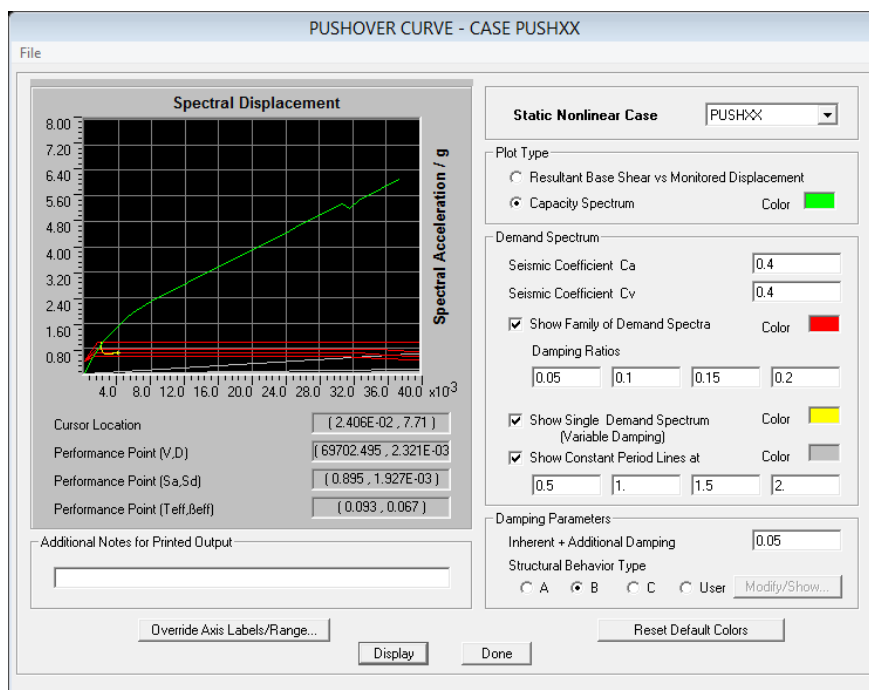 PUSHOVER CURVE - CASE PUSHXX
File
Spectral Displacement
8.00
7.20
6.40
5.60
4.80
4.00
3.20
2.40
1.60
0.80
Spectral Acceleration / g
4.0 8.0 12.0 16.0 20.0 24.0 28.0 32.0 36.0 40.0 x10-3
Cursor Location ( 2.406E-02 , 7.71 )
Performance Point (V,D) ( 69702.495 , 2.321E-03
Performance Point (Sa,Sd) ( 0.895 , 1.927E-03 )
Performance Point (Teff,ßeff) ( 0.093 , 0.067 )
Additional Notes for Printed Output
Override Axis Labels/Range...
Static Nonlinear Case PUSHXX
Plot Type
Resultant Base Shear vs Monitored Displacement
Capacity Spectrum Color
Demand Spectrum
Seismic Coefficient Ca 0.4
Seismic Coefficient Cv 0.4
Show Family of Demand Spectra Color
Damping Ratios
0.05 0.1 0.15 0.2
Show Single Demand Spectrum Color
(Variable Damping)
Show Constant Period Lines at Color
0.5 1. 1.5 2.
Damping Parameters
Inherent + Additional Damping 0.05
Structural Behavior Type
A B C User Modify/Show...
Reset Default Colors
Display Done